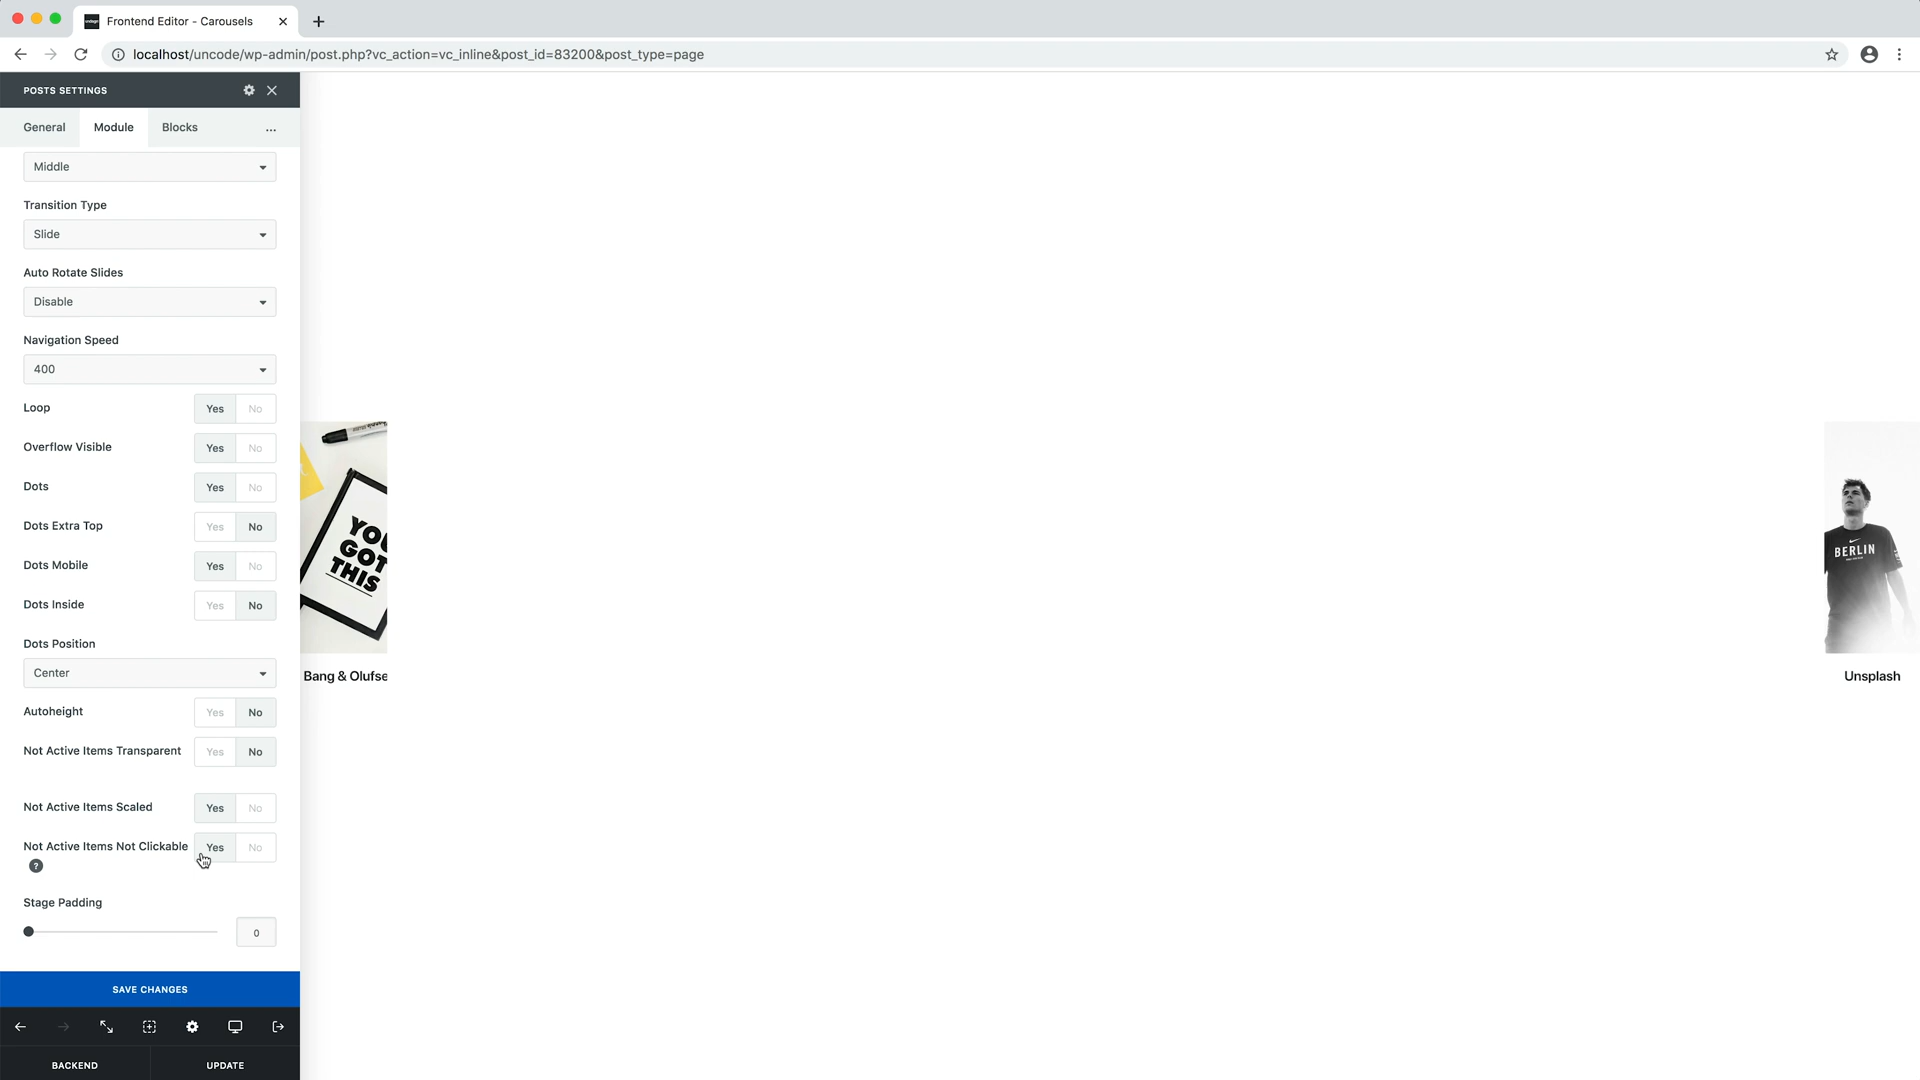 Frontend Editor - Carousels
localhost/uncode/wp-admin/post.php?vc_action=vc_inline&post_id=83200&post_type=page
POSTS SETTINGS
General
Module
Blocks
...
Middle
Transition Type
Slide
Auto Rotate Slides
Disable
Navigation Speed
400
Loop
Yes
No
Overflow Visible
Yes
No
Dots
Yes
No
Dots Extra Top
Yes
No
Dots Mobile
Yes
No
Dots Inside
Yes
No
Dots Position
Center
Autoheight
Yes
No
Not Active Items Transparent
Yes
No
Not Active Items Scaled
Yes
No
Not Active Items Not Clickable
Yes
No
?
Stage Padding
0
SAVE CHANGES
BACKEND
UPDATE
YOU
GOT
THIS
Bang & Olufse
BERLIN
Unsplash